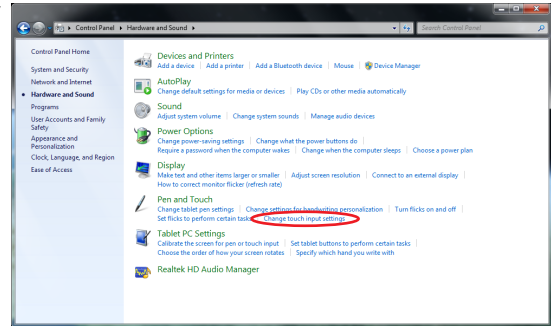 Control Panel ▸ Hardware and Sound ▸
Search Control Panel
Control Panel Home
System and Security
Network and Internet
Hardware and Sound
Programs
User Accounts and Family
Safety
Appearance and
Personalization
Clock, Language, and Region
Ease of Access
Devices and Printers
Add a device | Add a printer | Add a Bluetooth device | Mouse | Device Manager
AutoPlay
Change default settings for media or devices | Play CDs or other media automatically
Sound
Adjust system volume | Change system sounds | Manage audio devices
Power Options
Change power-saving settings | Change what the power buttons do |
Require a password when the computer wakes | Change when the computer sleeps | Choose a power plan
Display
Make text and other items larger or smaller | Adjust screen resolution | Connect to an external display |
How to correct monitor flicker (refresh rate)
Pen and Touch
Change tablet pen settings | Change settings for handwriting personalization | Turn flicks on and off |
Set flicks to perform certain tasks | Change touch input settings
Tablet PC Settings
Calibrate the screen for pen or touch input | Set tablet buttons to perform certain tasks |
Choose the order of how your screen rotates | Specify which hand you write with
Realtek HD Audio Manager